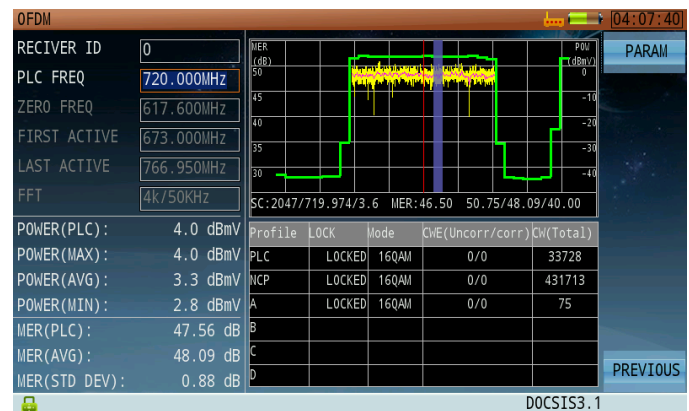 OFDM
04:07:40
RECIVER ID 0
PLC FREQ 720.000MHz
ZERO FREQ 617.600MHz
FIRST ACTIVE 673.000MHz
LAST ACTIVE 766.950MHz
FFT 4k/50KHz
POWER(PLC): 4.0 dBmV
POWER(MAX): 4.0 dBmV
POWER(AVG): 3.3 dBmV
POWER(MIN): 2.8 dBmV
MER(PLC): 47.56 dB
MER(AVG): 48.09 dB
MER(STD DEV): 0.88 dB
MER POW
(dB) (dBmV)
50 0
45 -10
40 -20
35 -30
30 -40
SC:2047/719.974/3.6 MER:46.50 50.75/48.09/40.00
Profile LOCK Mode CWE(Uncorr/corr) CW(Total)
PLC LOCKED 16QAM 0/0 33728
NCP LOCKED 16QAM 0/0 431713
A LOCKED 16QAM 0/0 75
B
C
D
PARAM
PREVIOUS
DOCSIS3.1